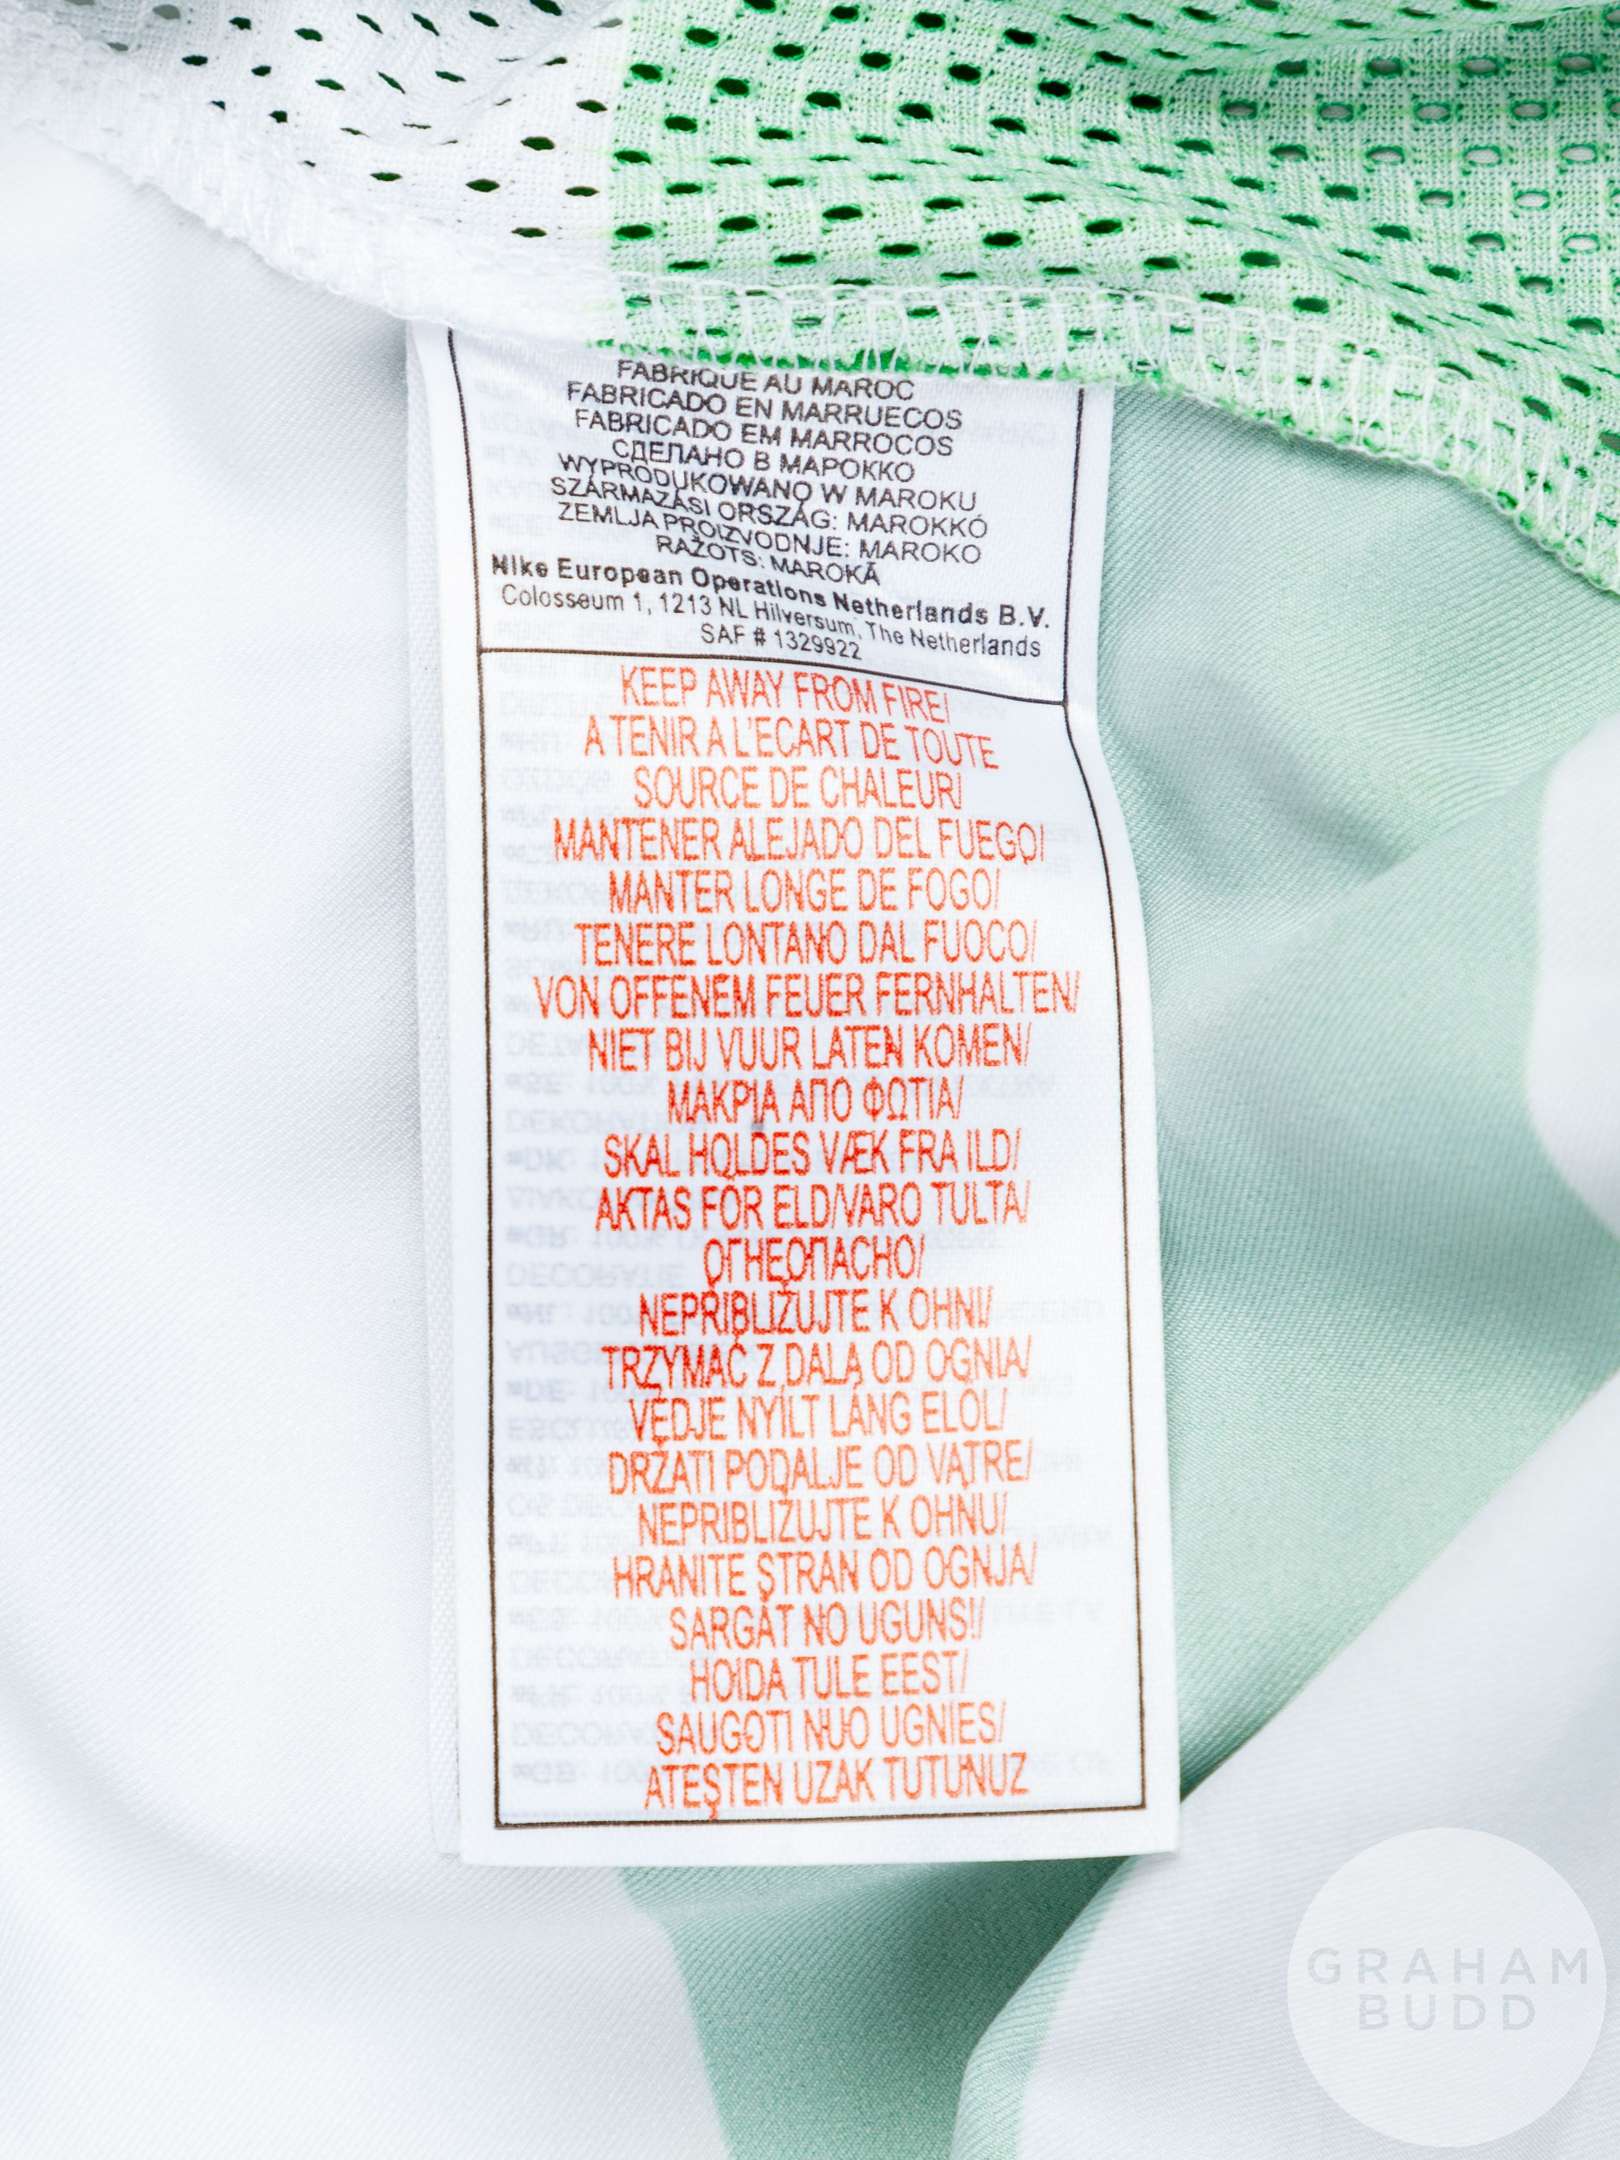 FABRIQUE AU MAROC
FABRICADO EN MARRUECOS
FABRICADO EM MARROCOS
СДЕЛАНО В МАРОККО
WYPRODUKOWANO W MAROKU
SZÁRMAZÁSI ORSZÁG: MAROKKÓ
ZEMLJA PROIZVODNJE: MAROKO
RAŽOTS: MAROKĀ
Nike European Operations Netherlands B.V.
Colosseum 1, 1213 NL Hilversum, The Netherlands
SAF # 1329922
KEEP AWAY FROM FIRE/
A TENIR A L'ECART DE TOUTE
SOURCE DE CHALEUR/
MANTENER ALEJADO DEL FUEGO/
MANTER LONGE DE FOGO/
TENERE LONTANO DAL FUOCO/
VON OFFENEM FEUER FERNHALTEN/
NIET BIJ VUUR LATEN KOMEN/
ΜΑΚΡΙΑ ΑΠΟ ΦΩΤΙΑ/
SKAL HOLDES VÆK FRA ILD/
AKTAS FÖR ELD/VARO TULTA/
ОГНЕОПАСНО/
NEPŘIBLIŽUJTE K OHNI/
TRZYMAĆ Z DALA OD OGNIA/
VÉDJE NYÍLT LÁNG ELŐL/
DRŽATI PODALJE OD VATRE/
NEPRIBLIŽUJTE K OHNU/
HRANITE STRAN OD OGNJA/
SARGĀT NO UGUNS!/
HOIDA TULE EEST/
SAUGOTI NUO UGNIES/
ATEŞTEN UZAK TUTUNUZ
GRAHAM
BUDD